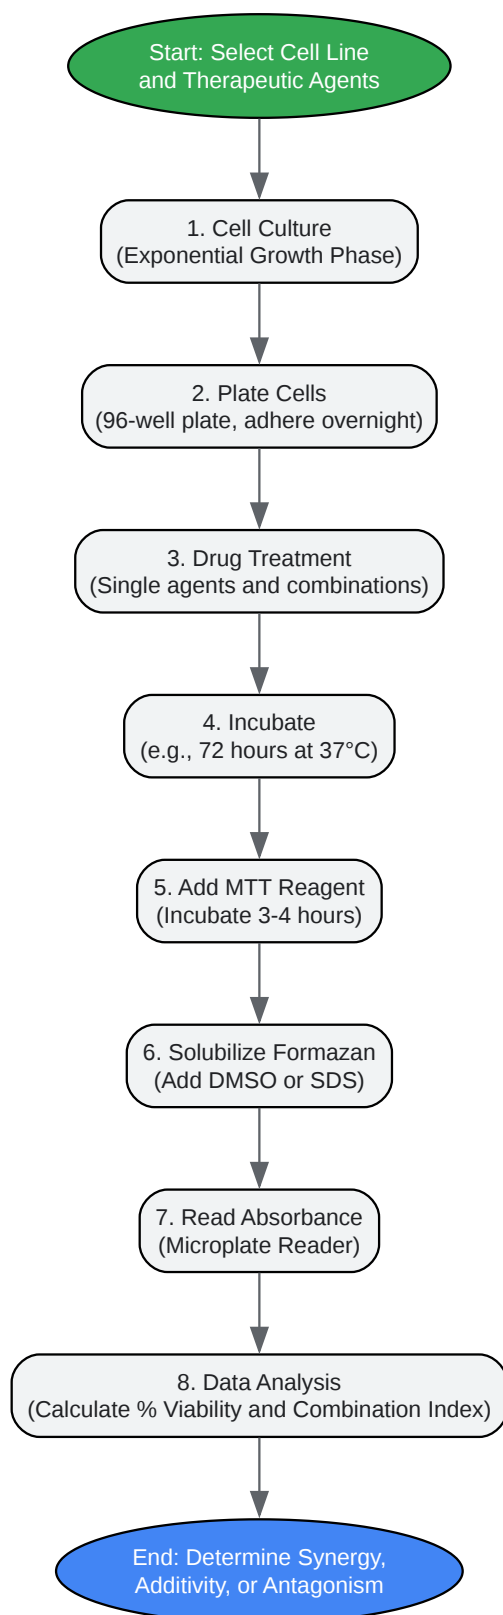 Start: Select Cell Line
and Therapeutic Agents
1. Cell Culture
(Exponential Growth Phase)
2. Plate Cells
(96-well plate, adhere overnight)
3. Drug Treatment
(Single agents and combinations)
4. Incubate
(e.g., 72 hours at 37°C)
5. Add MTT Reagent
(Incubate 3-4 hours)
6. Solubilize Formazan
(Add DMSO or SDS)
7. Read Absorbance
(Microplate Reader)
8. Data Analysis
(Calculate % Viability and Combination Index)
End: Determine Synergy,
Additivity, or Antagonism